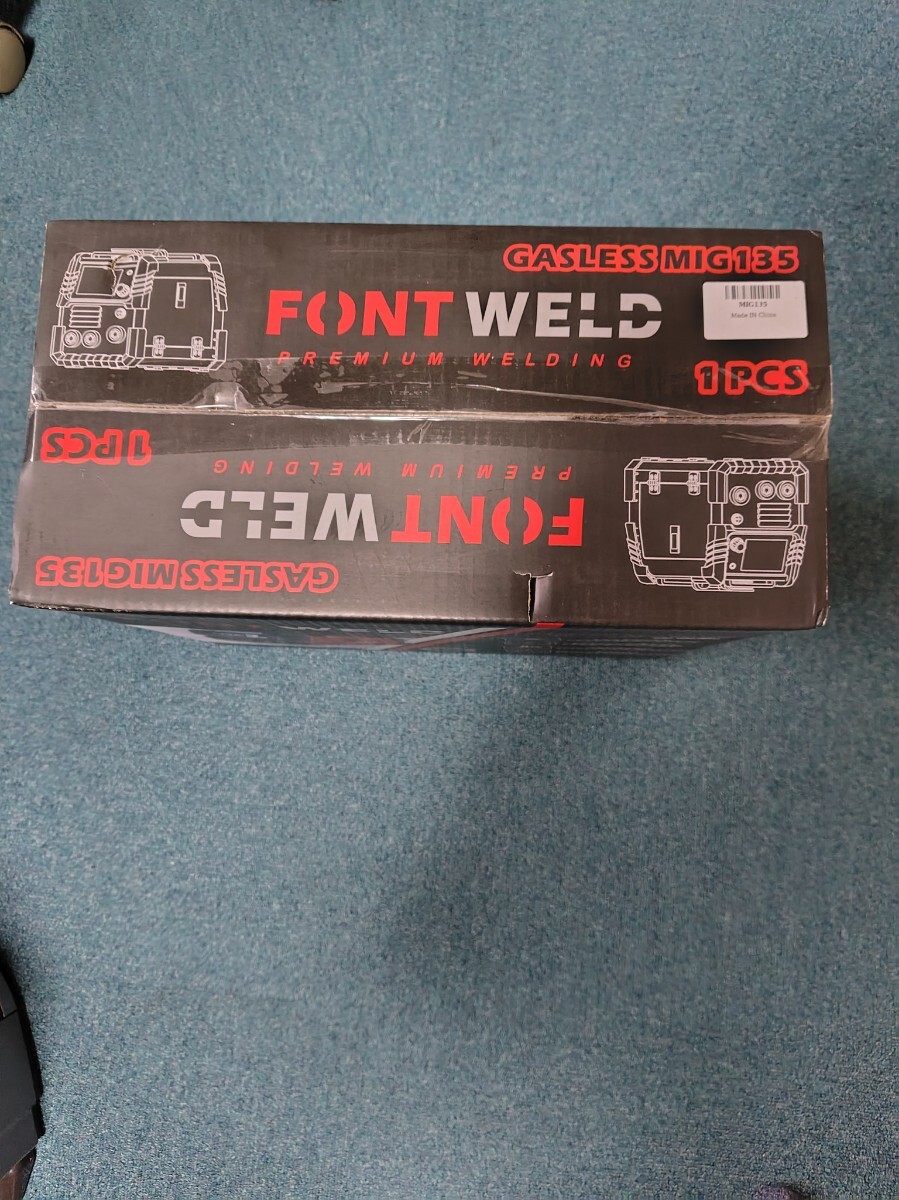 GASLESS MIG135
FONT WELD
PREMIUM WELDING
MIG135
Made IN China
1 PCS
1 PCS
PREMIUM WELDING
FONT WELD
GASLESS MIG135